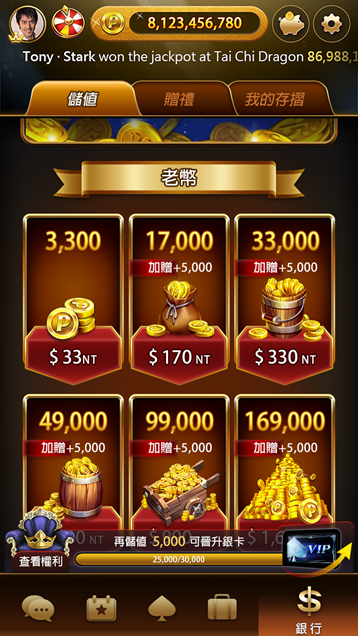 P 8,123,456,780
Tony · Stark won the jackpot at Tai Chi Dragon 86,988,1
儲值 贈禮 我的存摺
老幣
3,300 17,000 33,000
加贈+5,000 加贈+5,000
P
$33NT $170 NT $330 NT
49,000 99,000 169,000
加贈+5,000 加贈+5,000 加贈+5,000
再儲值 5,000 可晉升銀卡
VIP
查看權利 25,000/30,000
$
銀行